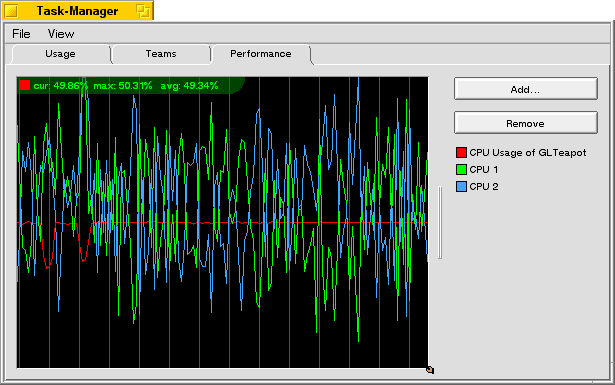 Task-Manager
File View
Usage Teams Performance
cur: 49.86% max: 50.31% avg: 49.34%
Add...
Remove
CPU Usage of GLTeapot
CPU 1
CPU 2